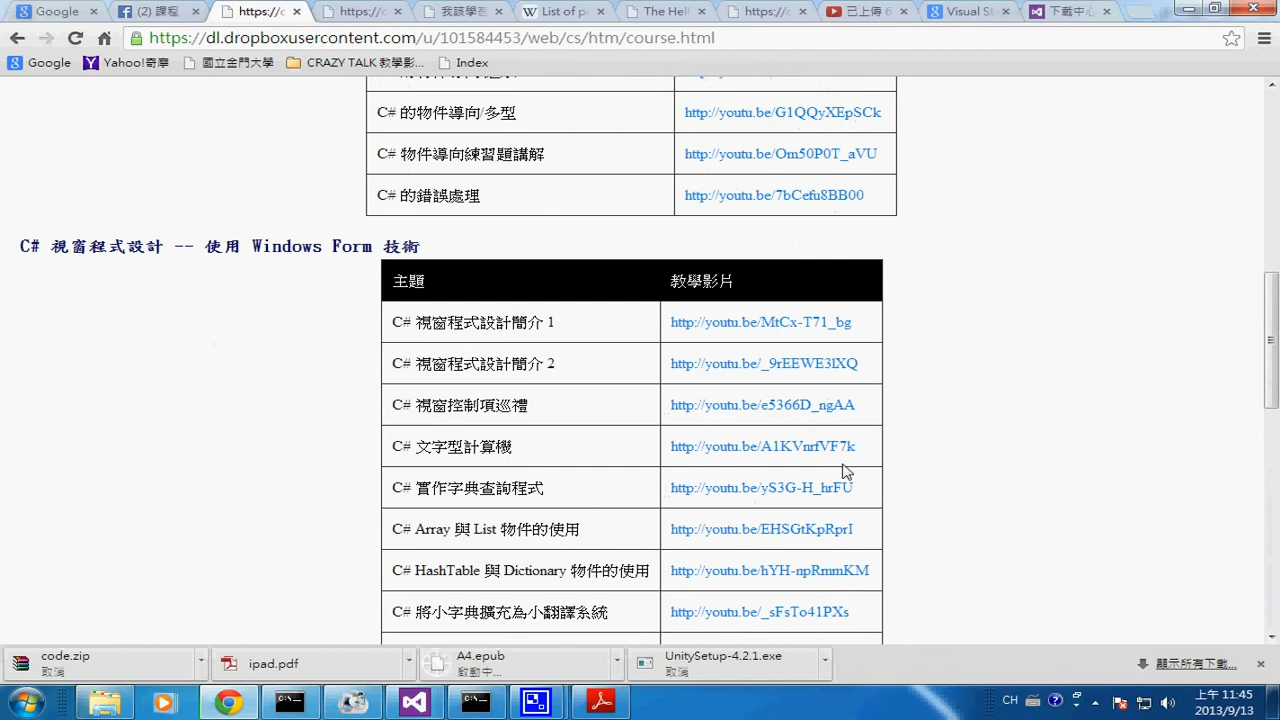 Google
(2) 課程
https://c
https://c
我該學習
List of p
The Hell
https://c
已上傳 6
Visual St
下載中心
https://dl.dropboxusercontent.com/u/101584453/web/cs/htm/course.html
Google Yahoo!奇摩 國立金門大學 CRAZY TALK 教學影... Index
C# 的物件導向/多型 http://youtu.be/G1QQyXEpSCk
C# 物件導向練習題講解 http://youtu.be/Om50P0T_aVU
C# 的錯誤處理 http://youtu.be/7bCefu8BB00
C# 視窗程式設計 -- 使用 Windows Form 技術
主題 教學影片
C# 視窗程式設計簡介 1 http://youtu.be/MtCx-T71_bg
C# 視窗程式設計簡介 2 http://youtu.be/_9rEEWE3lXQ
C# 視窗控制項巡禮 http://youtu.be/e5366D_ngAA
C# 文字型計算機 http://youtu.be/A1KVnrfVF7k
C# 實作字典查詢程式 http://youtu.be/yS3G-H_hrFU
C# Array 與 List 物件的使用 http://youtu.be/EHSGtKpRprI
C# HashTable 與 Dictionary 物件的使用 http://youtu.be/hYH-npRmmKM
C# 將小字典擴充為小翻譯系統 http://youtu.be/_sFsTo41PXs
code.zip
取消
ipad.pdf
A4.epub
啟動中...
UnitySetup-4.2.1.exe
取消
顯示所有下載...
CH
上午 11:45
2013/9/13